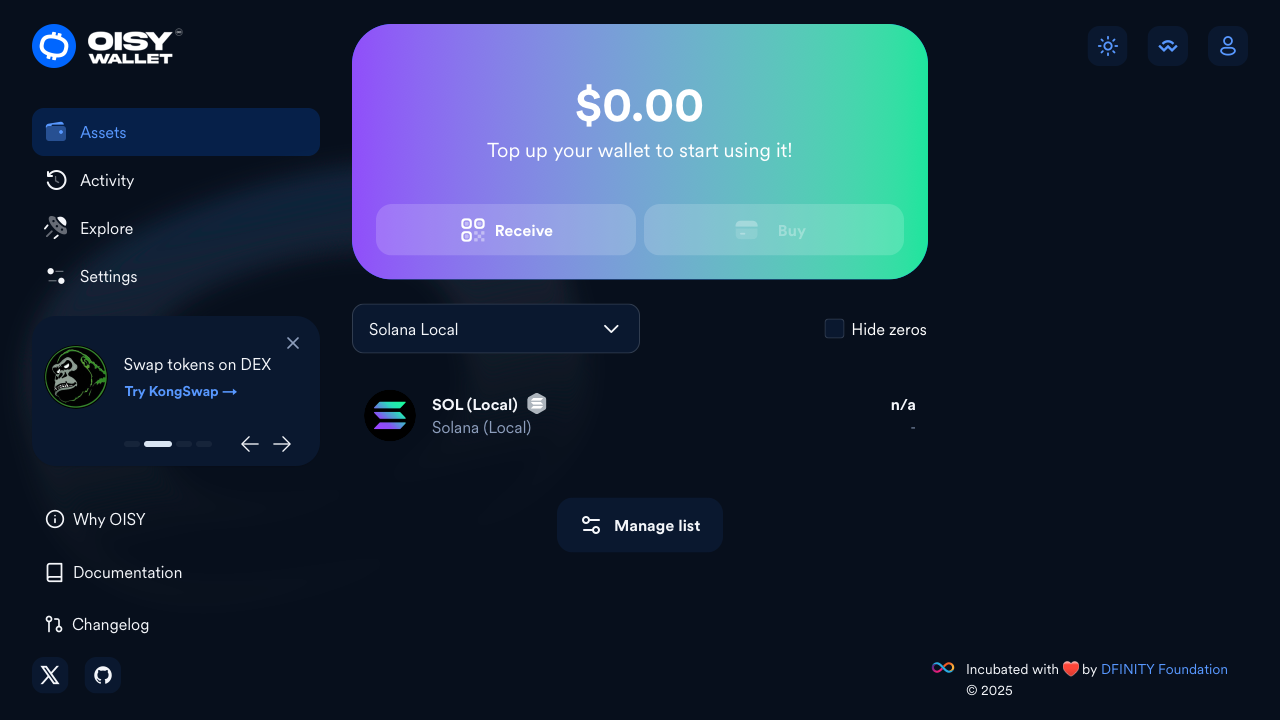 OISY
WALLET
Assets
Activity
Explore
Settings
Swap tokens on DEX
Try KongSwap →
Why OISY
Documentation
Changelog
$0.00
Top up your wallet to start using it!
Receive
Buy
Solana Local
Hide zeros
SOL (Local)
n/a
Solana (Local)
-
Manage list
Incubated with ❤️ by DFINITY Foundation
© 2025